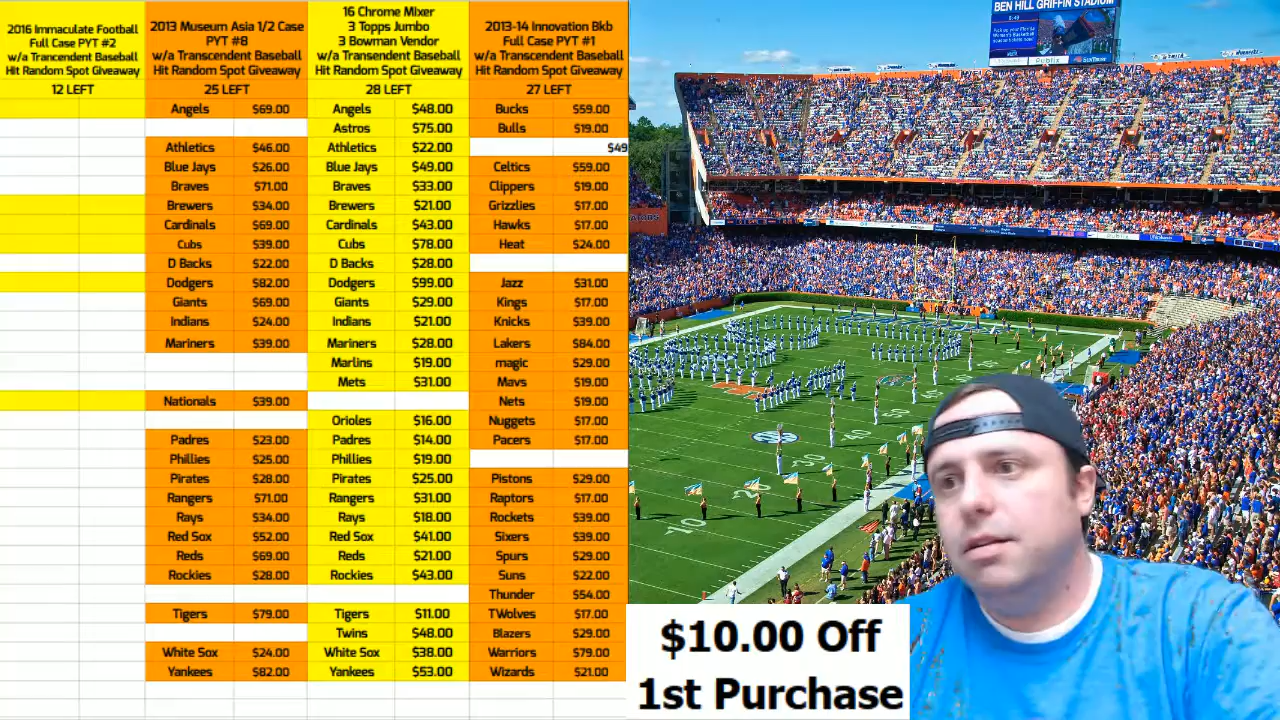 2016 Immaculate Football
Full Case PYT #2
w/a Trancendent Baseball
Hit Random Spot Giveaway
12 LEFT
2013 Museum Asia 1/2 Case
PYT #8
w/a Transcendent Baseball
Hit Random Spot Giveaway
25 LEFT
Angels $69.00
Athletics $46.00
Blue Jays $26.00
Braves $71.00
Brewers $34.00
Cardinals $69.00
Cubs $39.00
D Backs $22.00
Dodgers $82.00
Giants $69.00
Indians $24.00
Mariners $39.00
Nationals $39.00
Padres $23.00
Phillies $25.00
Pirates $28.00
Rangers $71.00
Rays $34.00
Red Sox $52.00
Reds $69.00
Rockies $28.00
Tigers $79.00
White Sox $24.00
Yankees $82.00
16 Chrome Mixer
3 Topps Jumbo
3 Bowman Vendor
w/a Transendent Baseball
Hit Random Spot Giveaway
28 LEFT
Angels $48.00
Astros $75.00
Athletics $22.00
Blue Jays $49.00
Braves $33.00
Brewers $21.00
Cardinals $43.00
Cubs $78.00
D Backs $28.00
Dodgers $99.00
Giants $29.00
Indians $21.00
Mariners $28.00
Marlins $19.00
Mets $31.00
Orioles $16.00
Padres $14.00
Phillies $19.00
Pirates $25.00
Rangers $31.00
Rays $18.00
Red Sox $41.00
Reds $21.00
Rockies $43.00
Tigers $11.00
Twins $48.00
White Sox $38.00
Yankees $53.00
2013-14 Innovation Bkb
Full Case PYT #1
w/a Transcendent Baseball
Hit Random Spot Giveaway
27 LEFT
Bucks $59.00
Bulls $19.00
$49
Celtics $59.00
Clippers $19.00
Grizzlies $17.00
Hawks $17.00
Heat $24.00
Jazz $31.00
Kings $17.00
Knicks $39.00
Lakers $84.00
magic $29.00
Mavs $19.00
Nets $19.00
Nuggets $17.00
Pacers $17.00
Pistons $29.00
Raptors $17.00
Rockets $39.00
Sixers $39.00
Spurs $29.00
Suns $22.00
Thunder $54.00
TWolves $17.00
Blazers $29.00
Warriors $79.00
Wizards $21.00
BEN HILL GRIFFIN STADIUM
Publix
10
20
30
40
$10.00 Off
1st Purchase